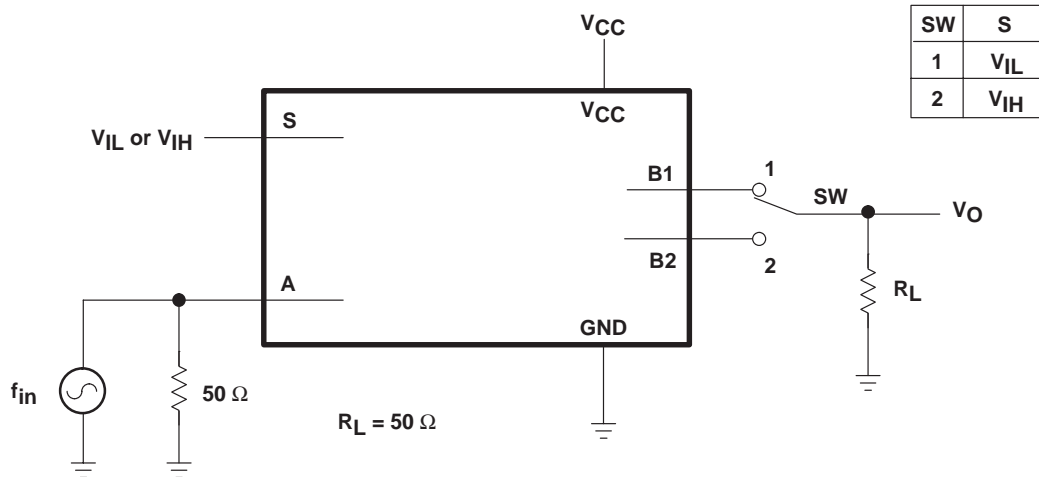 VCC
SW S
1 VIL
2 VIH
VCC
S
VIL or VIH
B1
1
SW
VO
B2
2
RL
A
GND
fin
50 Ω
RL = 50 Ω